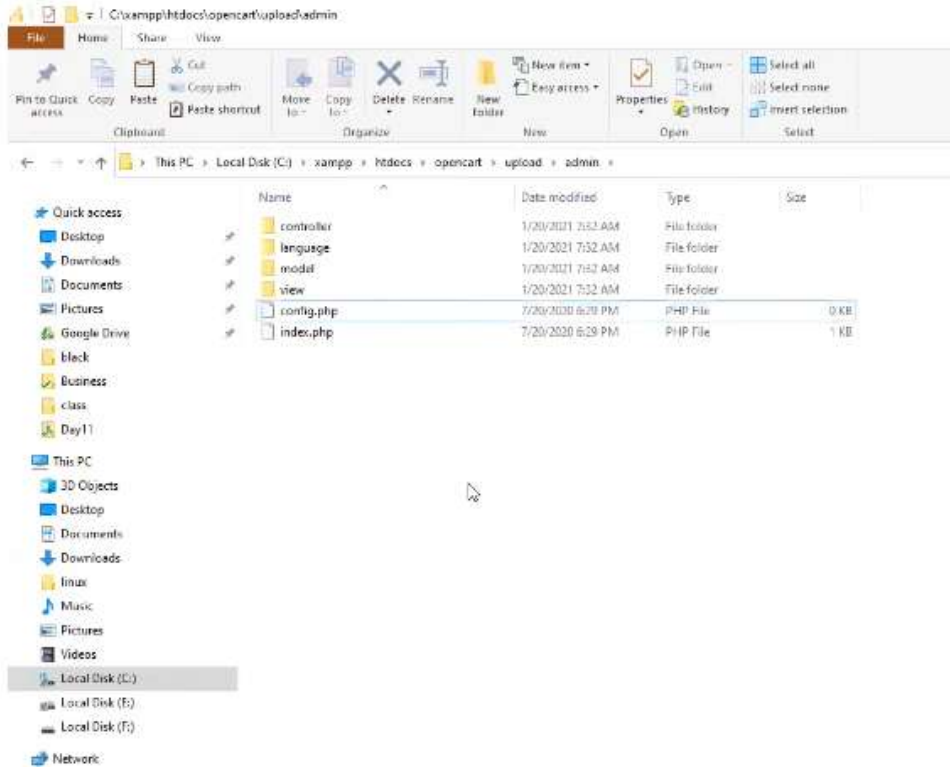 C:\xampp\htdocs\opencart\upload\admin
File Home Share View
Pin to Quick access
Copy
Paste
Cut
Copy path
Paste shortcut
Clipboard
Move to
Copy to
Delete
Rename
Organize
New folder
New item
Easy access
New
Properties
Open
Edit
History
Open
Select all
Select none
Invert selection
Select
This PC > Local Disk (C:) > xampp > htdocs > opencart > upload > admin >
Name Date modified Type Size
controller 1/20/2021 7:32 AM File folder
language 1/20/2021 7:32 AM File folder
model 1/20/2021 7:32 AM File folder
view 1/20/2021 7:32 AM File folder
config.php 7/20/2020 6:29 PM PHP File 0 KB
index.php 7/20/2020 6:29 PM PHP File 1 KB
Quick access
Desktop
Downloads
Documents
Pictures
Google Drive
black
Business
class
Day11
This PC
3D Objects
Desktop
Documents
Downloads
linux
Music
Pictures
Videos
Local Disk (C:)
Local Disk (E:)
Local Disk (F:)
Network